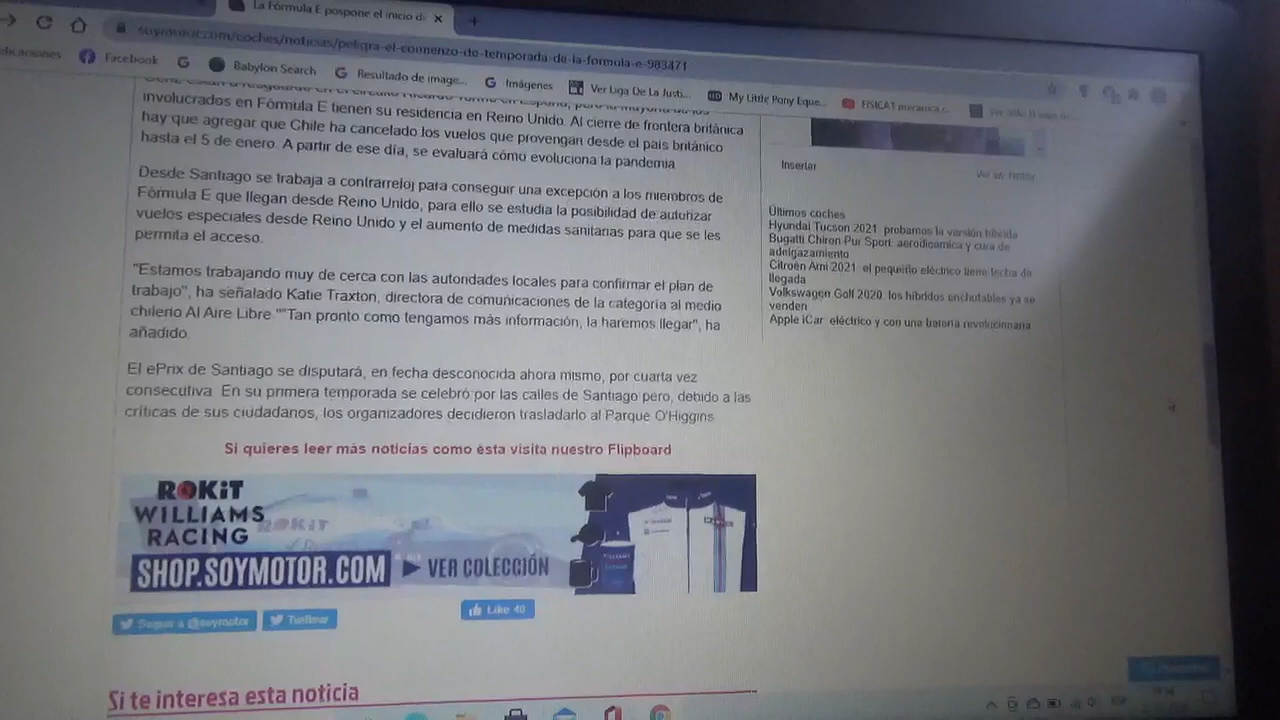 La Fórmula E pospone el inicio d
soymotor.com/coches/noticias/peligra-el-comienzo-de-temporada-de-la-formula-e-983471
Facebook
Babylon Search
Resultado de image...
Imágenes
Ver Liga De La Justi...
My Little Pony Eque...
involucrados en Fórmula E tienen su residencia en Reino Unido. Al cierre de frontera británica
hay que agregar que Chile ha cancelado los vuelos que provengan desde el país británico
hasta el 5 de enero. A partir de ese día, se evaluará cómo evoluciona la pandemia
Desde Santiago se trabaja a contrarreloj para conseguir una excepción a los miembros de
Fórmula E que llegan desde Reino Unido, para ello se estudia la posibilidad de autorizar
vuelos especiales desde Reino Unido y el aumento de medidas sanitarias para que se les
permita el acceso.
"Estamos trabajando muy de cerca con las autoridades locales para confirmar el plan de
trabajo", ha señalado Katie Traxton, directora de comunicaciones de la categoría al medio
chileno Al Aire Libre ""Tan pronto como tengamos más información, la haremos llegar", ha
añadido.
El ePrix de Santiago se disputará, en fecha desconocida ahora mismo, por cuarta vez
consecutiva. En su primera temporada se celebró por las calles de Santiago pero, debido a las
críticas de sus ciudadanos, los organizadores decidieron trasladarlo al Parque O'Higgins
Si quieres leer más noticias como ésta visita nuestro Flipboard
ROKiT
WILLIAMS
RACING
ROKiT
SHOP.SOYMOTOR.COM
VER COLECCIÓN
Seguir a @soymotor
Twittear
Like 40
Si te interesa esta noticia
Insertar
Ver en Twitter
Últimos coches
Hyundai Tucson 2021: probamos la versión híbrida
Bugatti Chiron Pur Sport: aerodinámica y cura de
adelgazamiento
Citroën Ami 2021: el pequeño eléctrico tiene fecha de
llegada
Volkswagen Golf 2020: los híbridos enchufables ya se
venden
Apple iCar: eléctrico y con una batería revolucionaria